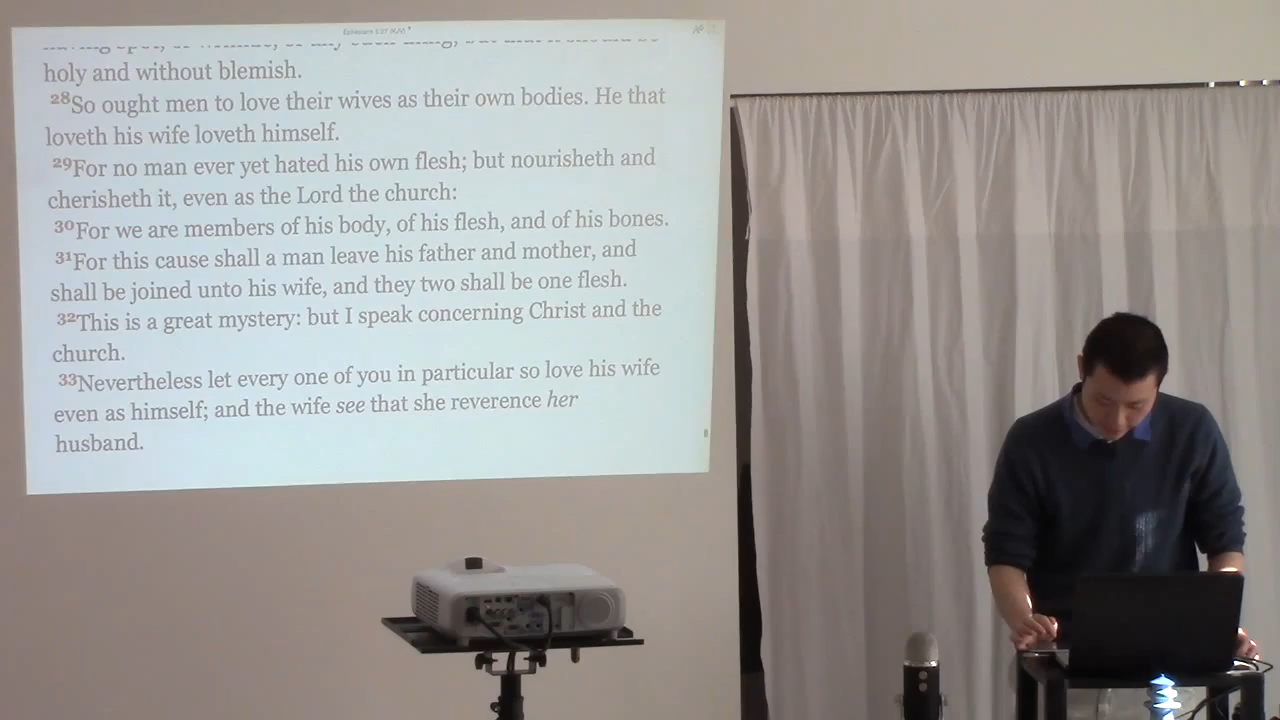 holy and without blemish.
28So ought men to love their wives as their own bodies. He that
loveth his wife loveth himself.
29For no man ever yet hated his own flesh; but nourisheth and
cherisheth it, even as the Lord the church:
30For we are members of his body, of his flesh, and of his bones.
31For this cause shall a man leave his father and mother, and
shall be joined unto his wife, and they two shall be one flesh.
32This is a great mystery: but I speak concerning Christ and the
church.
33Nevertheless let every one of you in particular so love his wife
even as himself; and the wife see that she reverence her
husband.